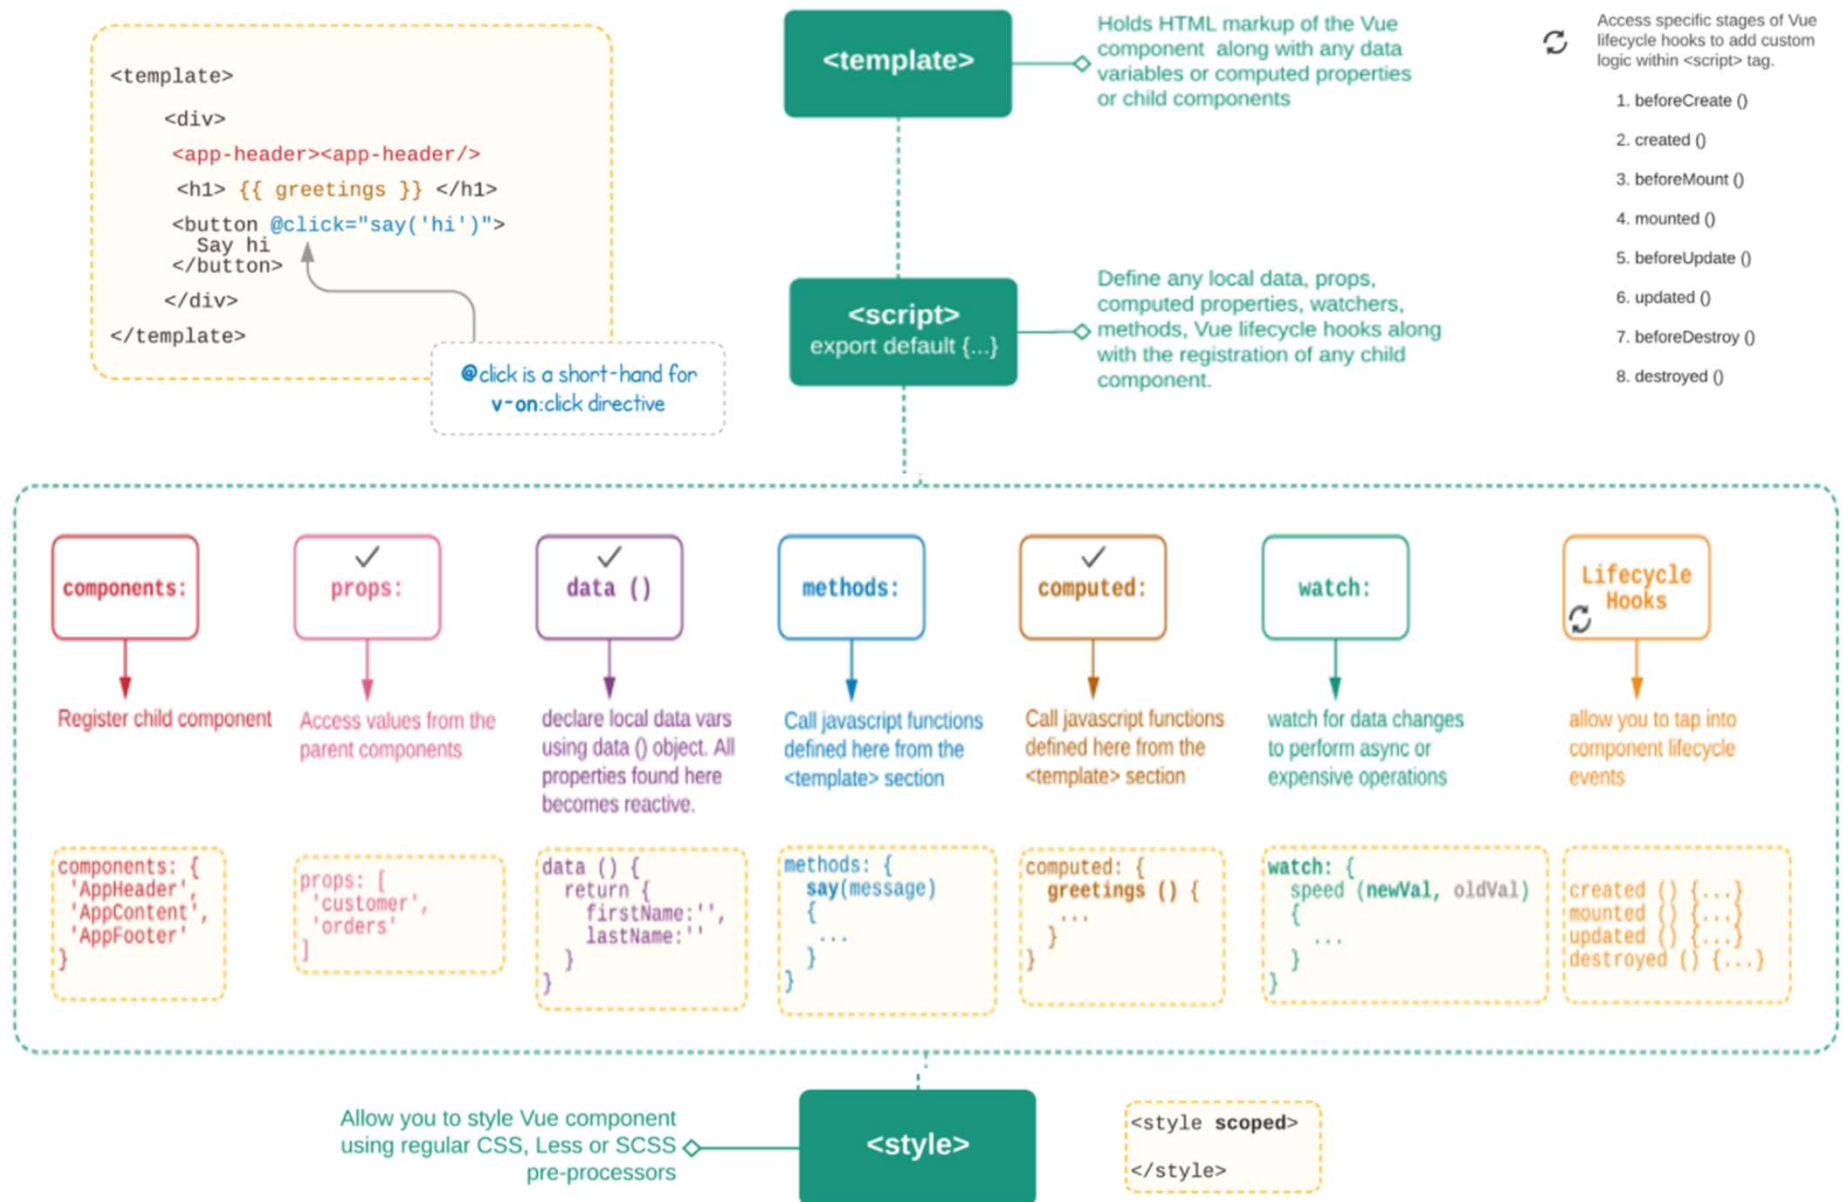 <template>
<div>
<app-header><app-header/>
<h1> {{ greetings }} </h1>
<button @click="say('hi')">
Say hi
</button>
</div>
</template>
@click is a short-hand for
v-on:click directive
<template>
Holds HTML markup of the Vue
component along with any data
variables or computed properties
or child components
<script>
export default {...}
Define any local data, props,
computed properties, watchers,
methods, Vue lifecycle hooks along
with the registration of any child
component.
Access specific stages of Vue
lifecycle hooks to add custom
logic within <script> tag.
1. beforeCreate ()
2. created ()
3. beforeMount ()
4. mounted ()
5. beforeUpdate ()
6. updated ()
7. beforeDestroy ()
8. destroyed ()
components:
Register child component
components: {
'AppHeader',
'AppContent',
'AppFooter'
}
props:
Access values from the
parent components
props: [
'customer',
'orders'
]
data ()
declare local data vars
using data () object. All
properties found here
becomes reactive.
data () {
return {
firstName:'',
lastName:''
}
}
methods:
Call javascript functions
defined here from the
<template> section
methods: {
say(message)
{
...
}
}
computed:
Call javascript functions
defined here from the
<template> section
computed: {
greetings () {
...
}
}
watch:
watch for data changes
to perform async or
expensive operations
watch: {
speed (newVal, oldVal)
{
...
}
}
Lifecycle
Hooks
allow you to tap into
component lifecycle
events
created () {...}
mounted () {...}
updated () {...}
destroyed () {...}
Allow you to style Vue component
using regular CSS, Less or SCSS
pre-processors
<style>
<style scoped>
</style>